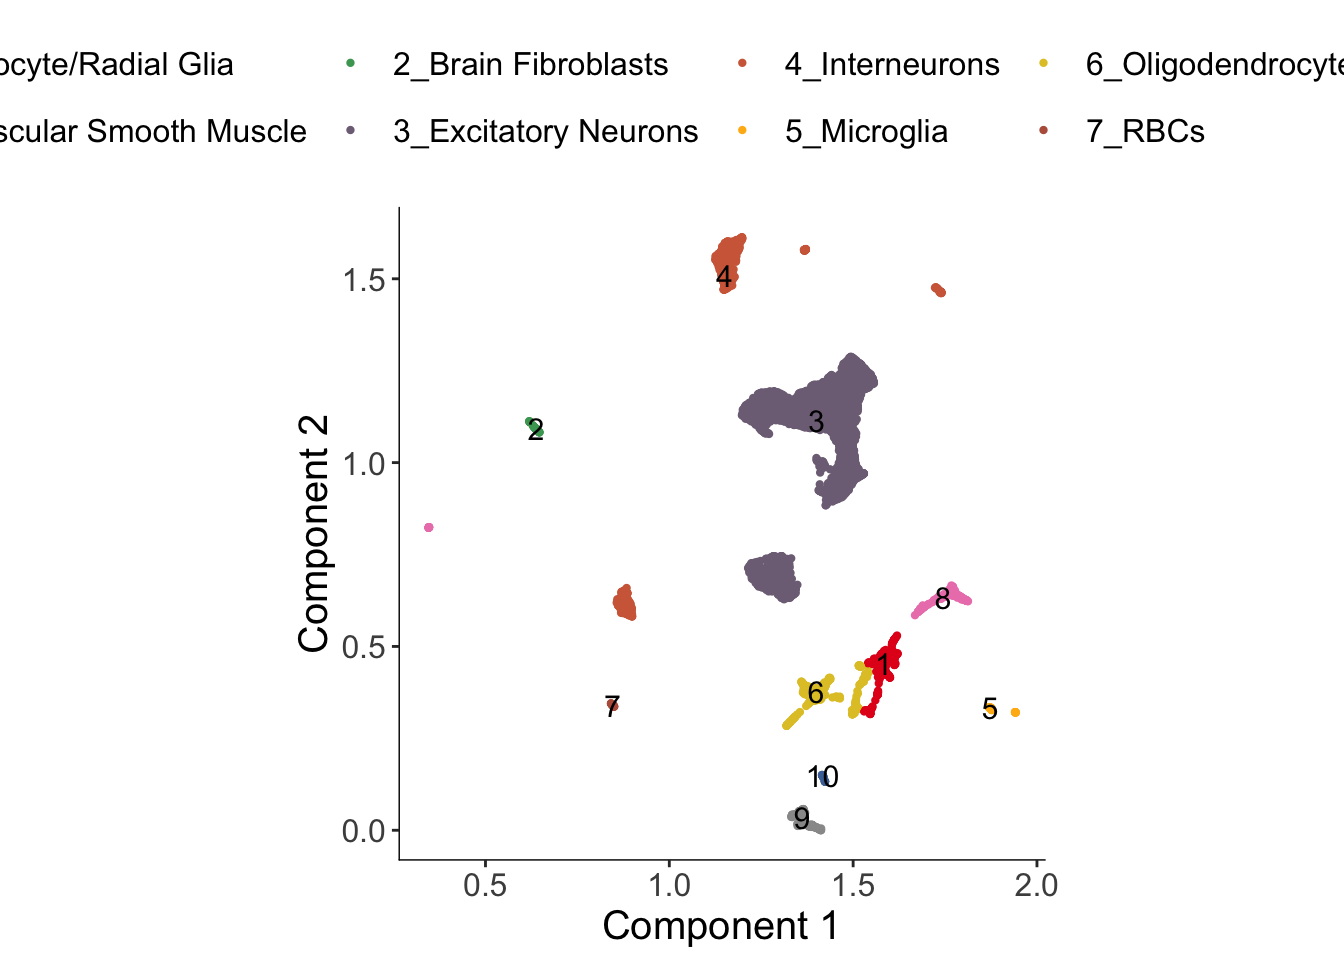 ocyte/Radial Glia 2_Brain Fibroblasts 4_Interneurons 6_Oligodendrocyte
scular Smooth Muscle 3_Excitatory Neurons 5_Microglia 7_RBCs
4
1.5
3
2
1.0
Component 2
8
1
0.5
6
7
5
10
9
0.0
0.5 1.0 1.5 2.0
Component 1